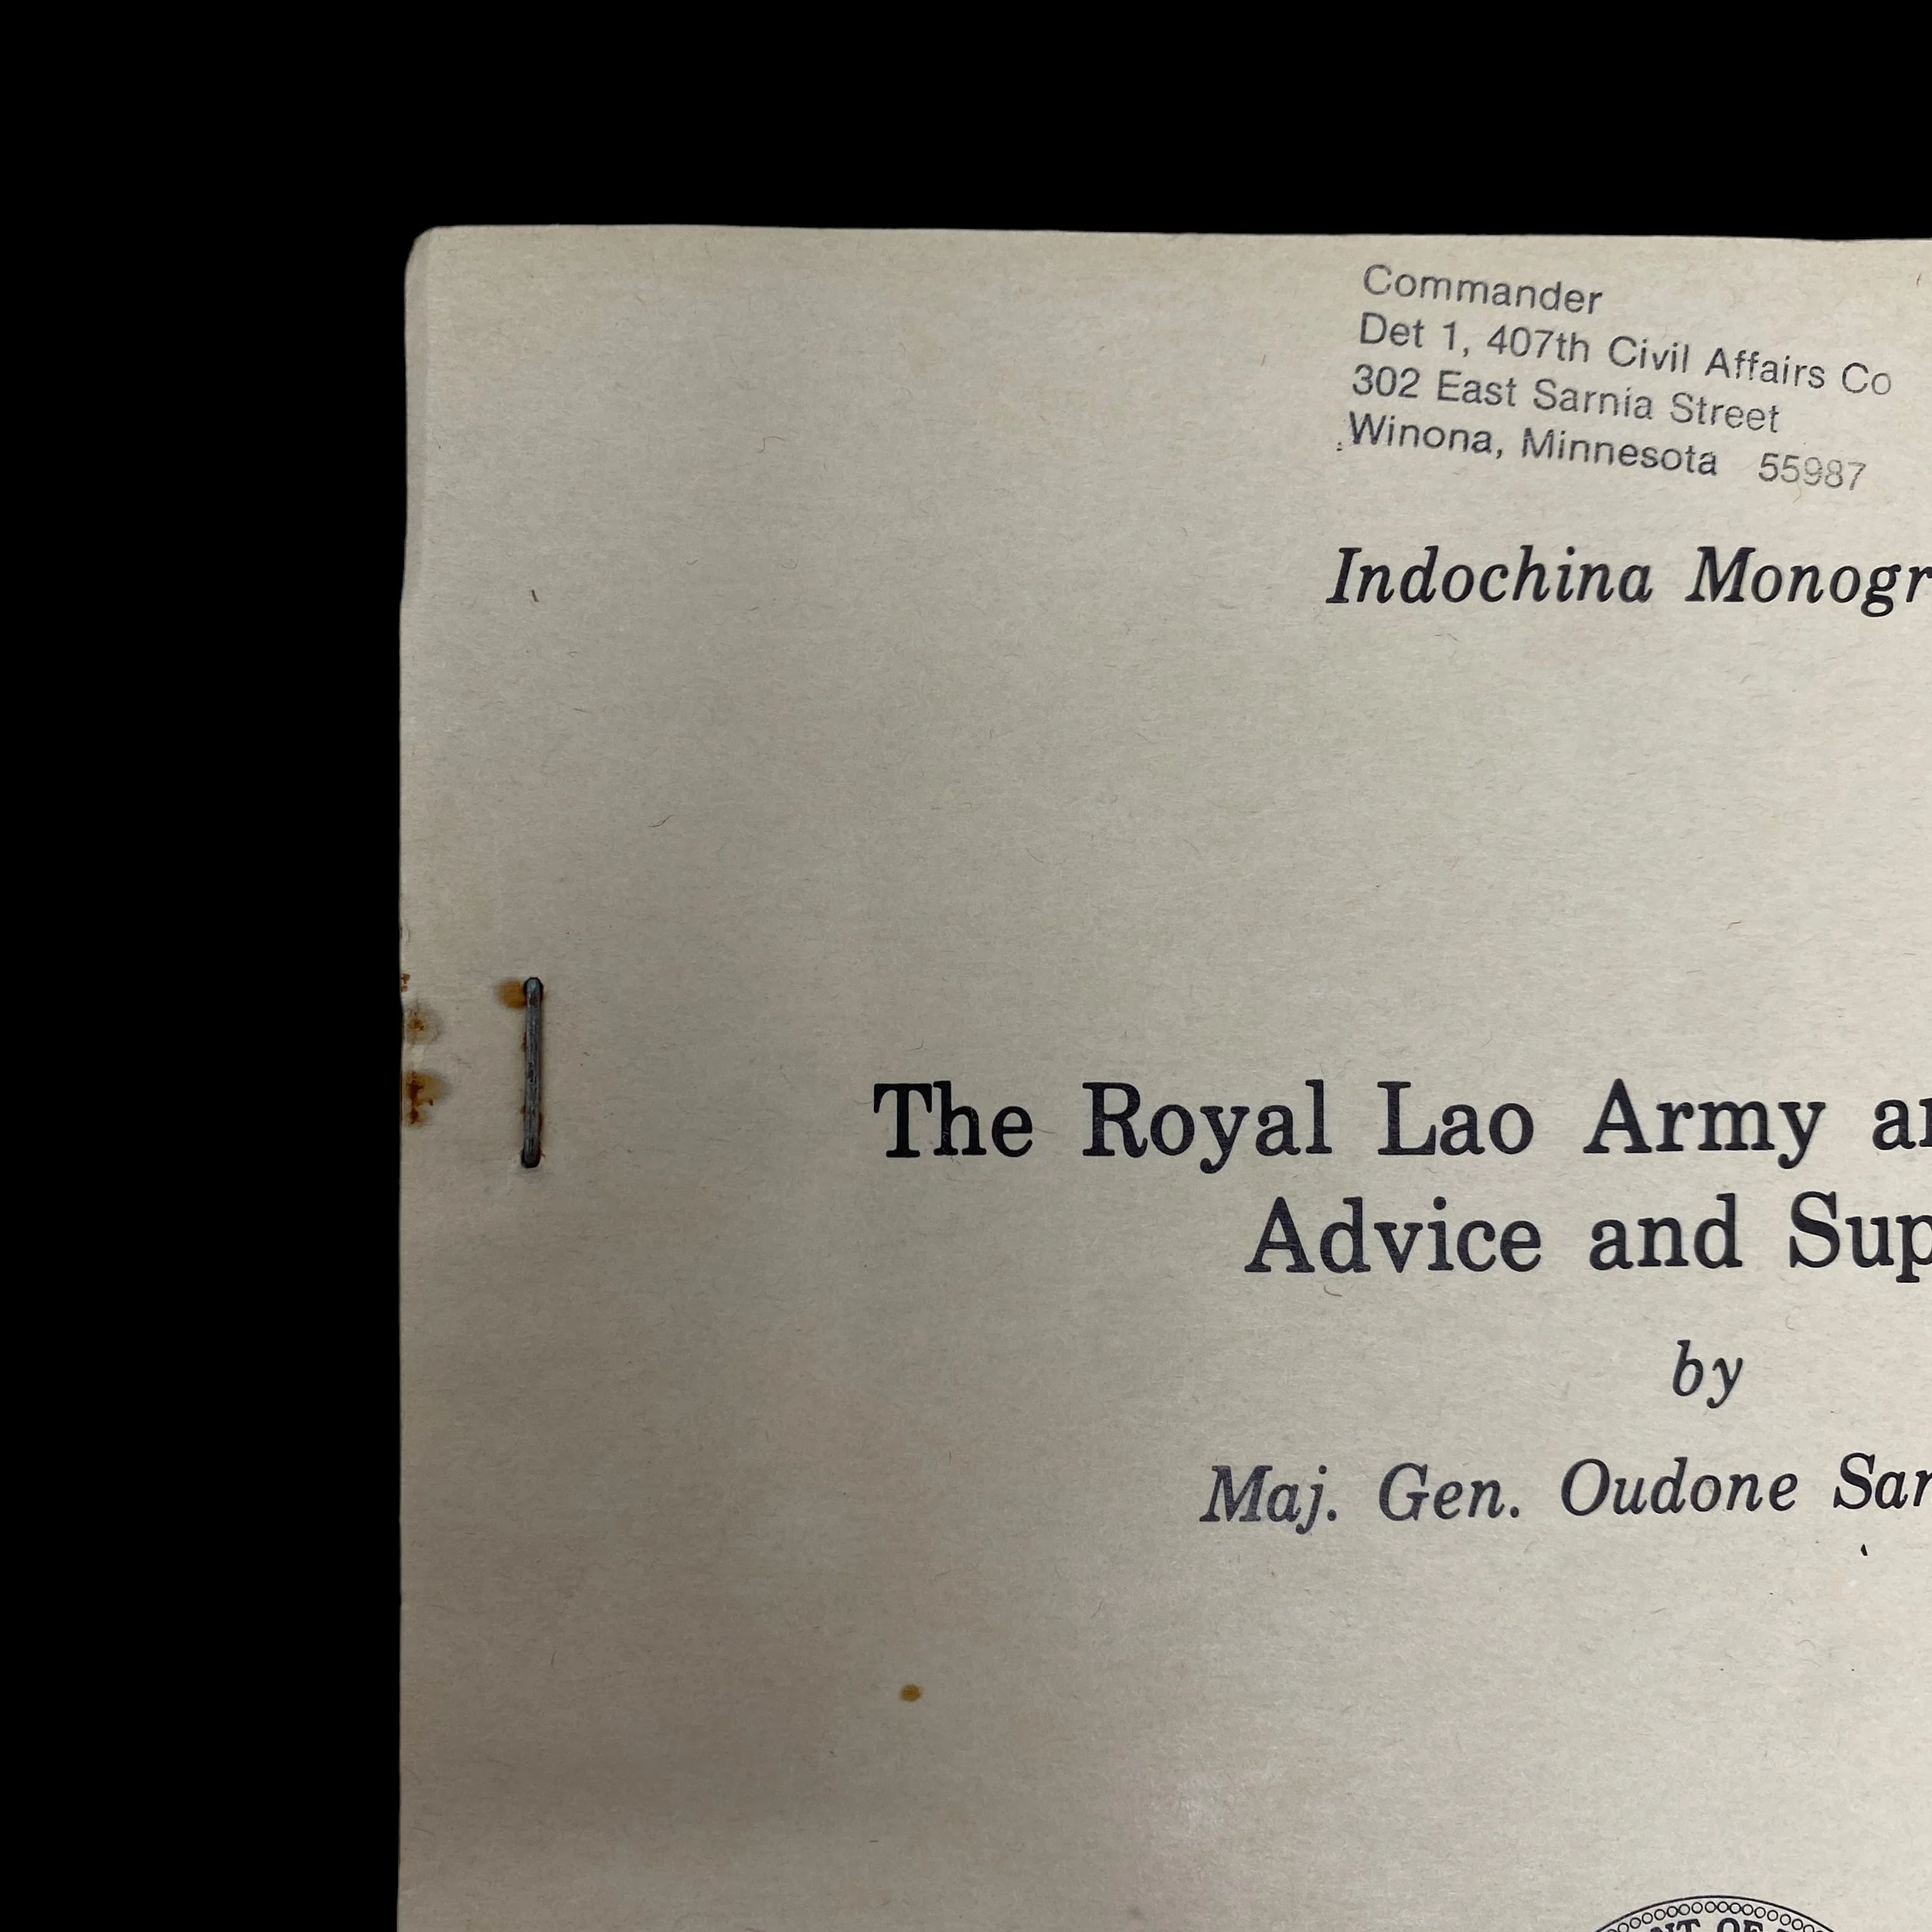 Commander
Det 1, 407th Civil Affairs Co
302 East Sarnia Street
Winona, Minnesota 55987
Indochina Monogr
The Royal Lao Army a
Advice and Sup
by
Maj. Gen. Oudone Sa
OF